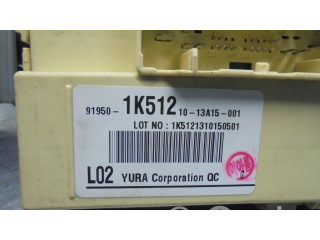 91950- 1K512 10-13A15-001
LOT NO : 1K5121310150501
L02 YURA Corporation QC